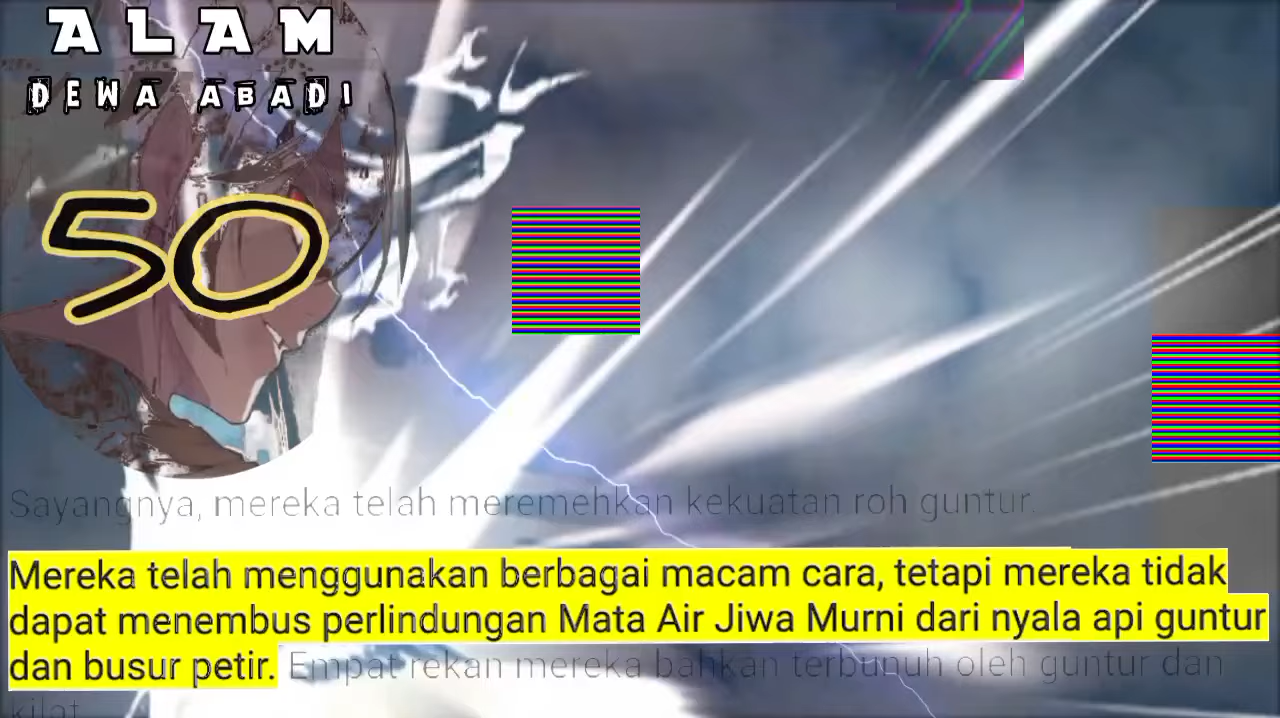 ALAM
DEWA ABADI
50
Sayangnya, mereka telah meremehkan kekuatan roh guntur.
Mereka telah menggunakan berbagai macam cara, tetapi mereka tidak
dapat menembus perlindungan Mata Air Jiwa Murni dari nyala api guntur
dan busur petir. Empat rekan mereka bahkan terbunuh oleh guntur dan
kilat